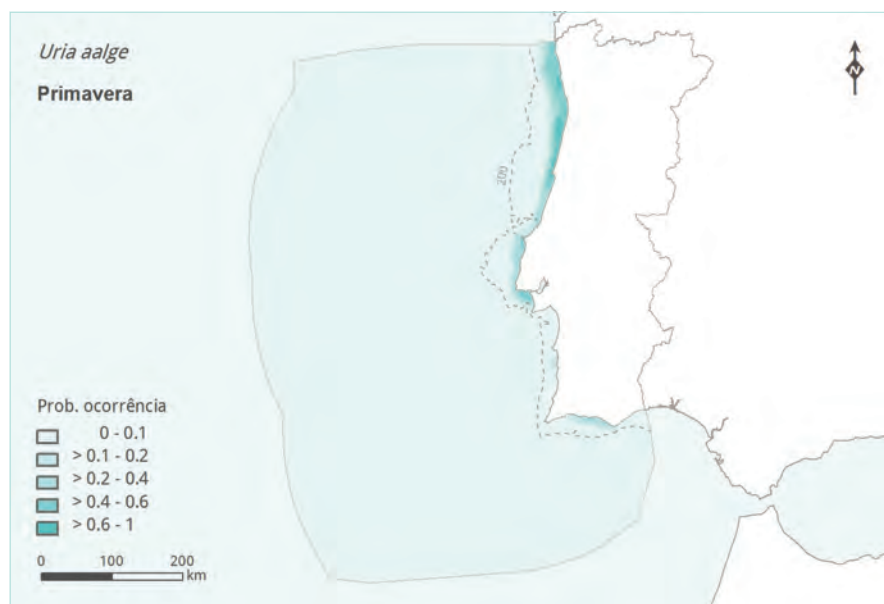 Uria aalge
Primavera
N
200
Prob. ocorrência
0 - 0.1
> 0.1 - 0.2
> 0.2 - 0.4
> 0.4 - 0.6
> 0.6 - 1
0 100 200
km